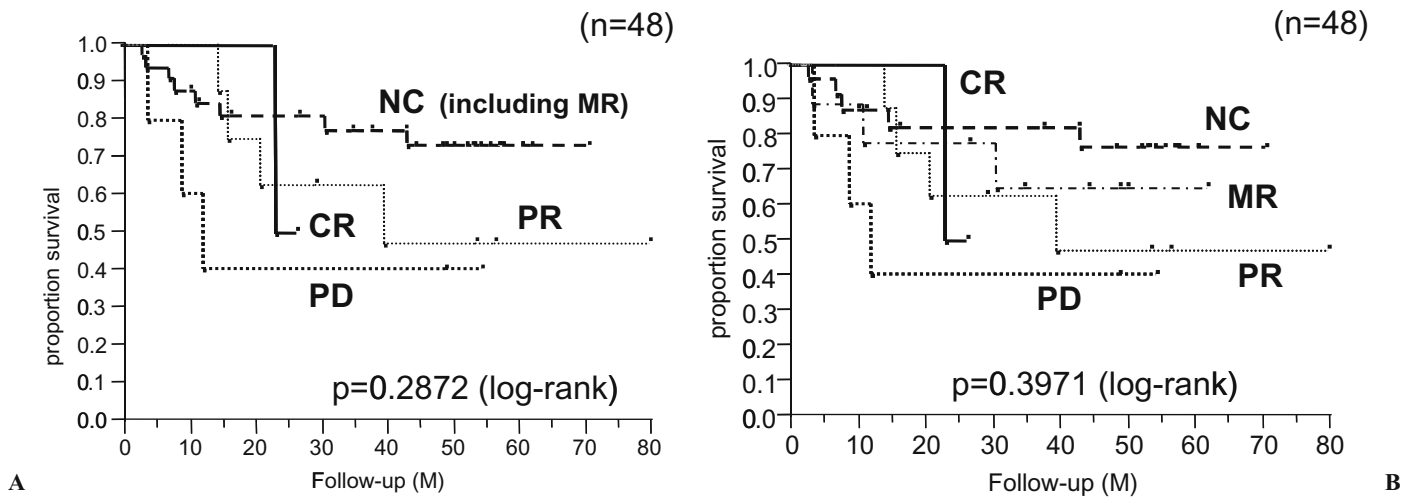 (n=48)
1.0
0.9
0.8
0.7
0.6
0.5
0.4
0.3
0.2
0.1
0.0
proportion survival
NC (including MR)
CR
PR
PD
p=0.2872 (log-rank)
0 10 20 30 40 50 60 70 80
Follow-up (M)
A
(n=48)
1.0
0.9
0.8
0.7
0.6
0.5
0.4
0.3
0.2
0.1
0.0
proportion survival
CR
NC
MR
PR
PD
p=0.3971 (log-rank)
0 10 20 30 40 50 60 70 80
Follow-up (M)
B